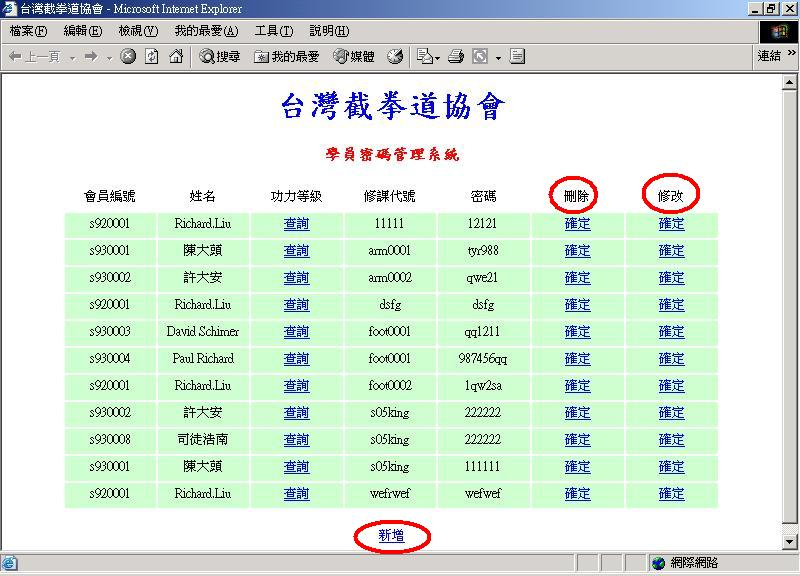 台灣截拳道協會 - Microsoft Internet Explorer
檔案(F) 編輯(E) 檢視(V) 我的最愛(A) 工具(T) 說明(H)
上一頁 搜尋 我的最愛 媒體 連結 »
台灣截拳道協會
學員密碼管理系統
會員編號 姓名 功力等級 修課代號 密碼 刪除 修改
s920001 Richard.Liu 查詢 11111 12121 確定 確定
s930001 陳大頭 查詢 arm0001 tyr988 確定 確定
s930002 許大安 查詢 arm0002 qwe21 確定 確定
s920001 Richard.Liu 查詢 dsfg dsfg 確定 確定
s930003 David Schimer 查詢 foot0001 qq1211 確定 確定
s930004 Paul Richard 查詢 foot0001 987456qq 確定 確定
s920001 Richard.Liu 查詢 foot0002 1qw2sa 確定 確定
s930002 許大安 查詢 s05king 222222 確定 確定
s930008 司徒浩南 查詢 s05king 222222 確定 確定
s930001 陳大頭 查詢 s05king 111111 確定 確定
s920001 Richard.Liu 查詢 wefrwef wefwef 確定 確定
新增
網際網路